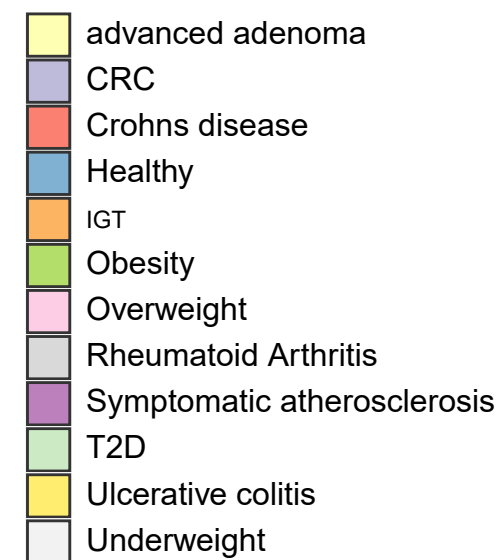 advanced adenoma
CRC
Crohns disease
Healthy
IGT
Obesity
Overweight
Rheumatoid Arthritis
Symptomatic atherosclerosis
T2D
Ulcerative colitis
Underweight